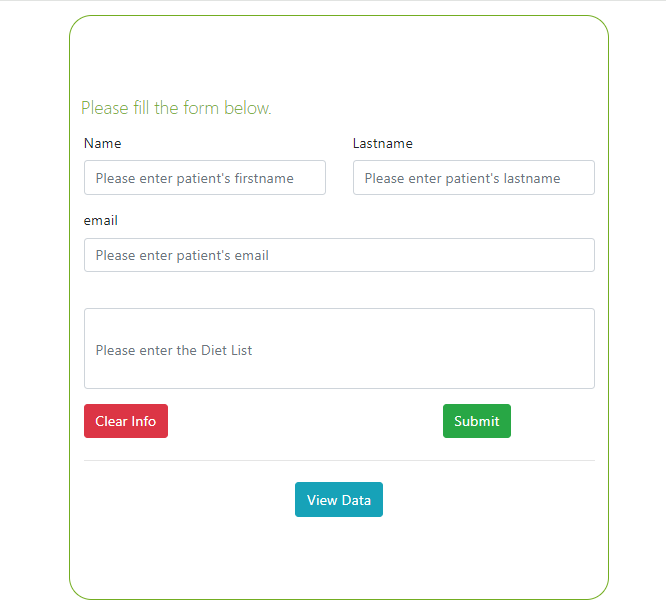 Please fill the form below.
Name Lastname
Please enter patient's firstname Please enter patient's lastname
email
Please enter patient's email
Please enter the Diet List
Clear Info Submit
View Data